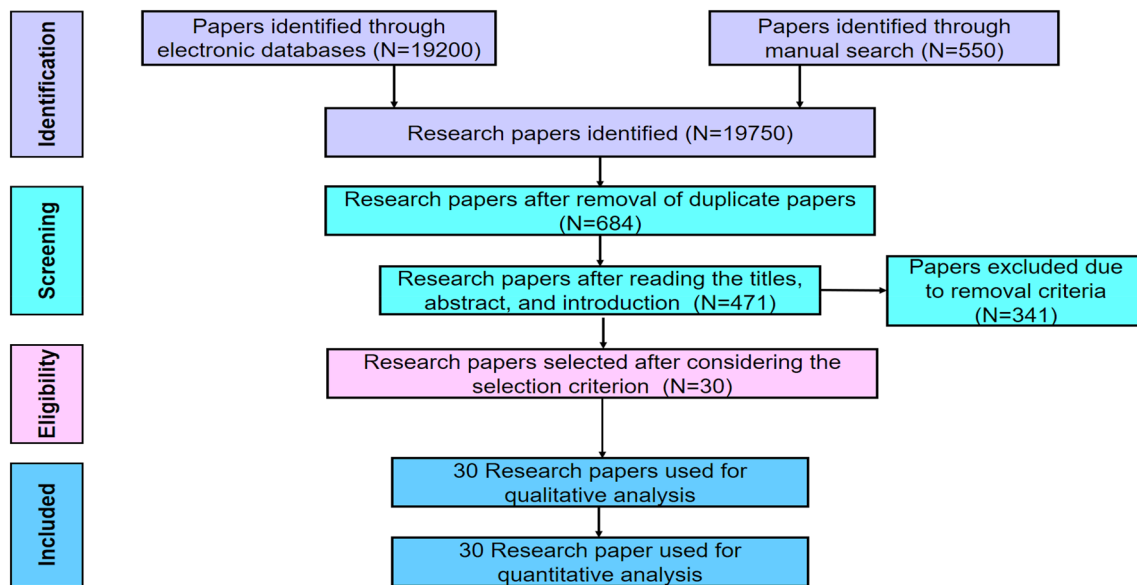 Identification
Papers identified through
electronic databases (N=19200)
Papers identified through
manual search (N=550)
Research papers identified (N=19750)
Screening
Research papers after removal of duplicate papers
(N=684)
Research papers after reading the titles,
abstract, and introduction (N=471)
Papers excluded due
to removal criteria
(N=341)
Eligibility
Research papers selected after considering the
selection criterion (N=30)
Included
30 Research papers used for
qualitative analysis
30 Research paper used for
quantitative analysis